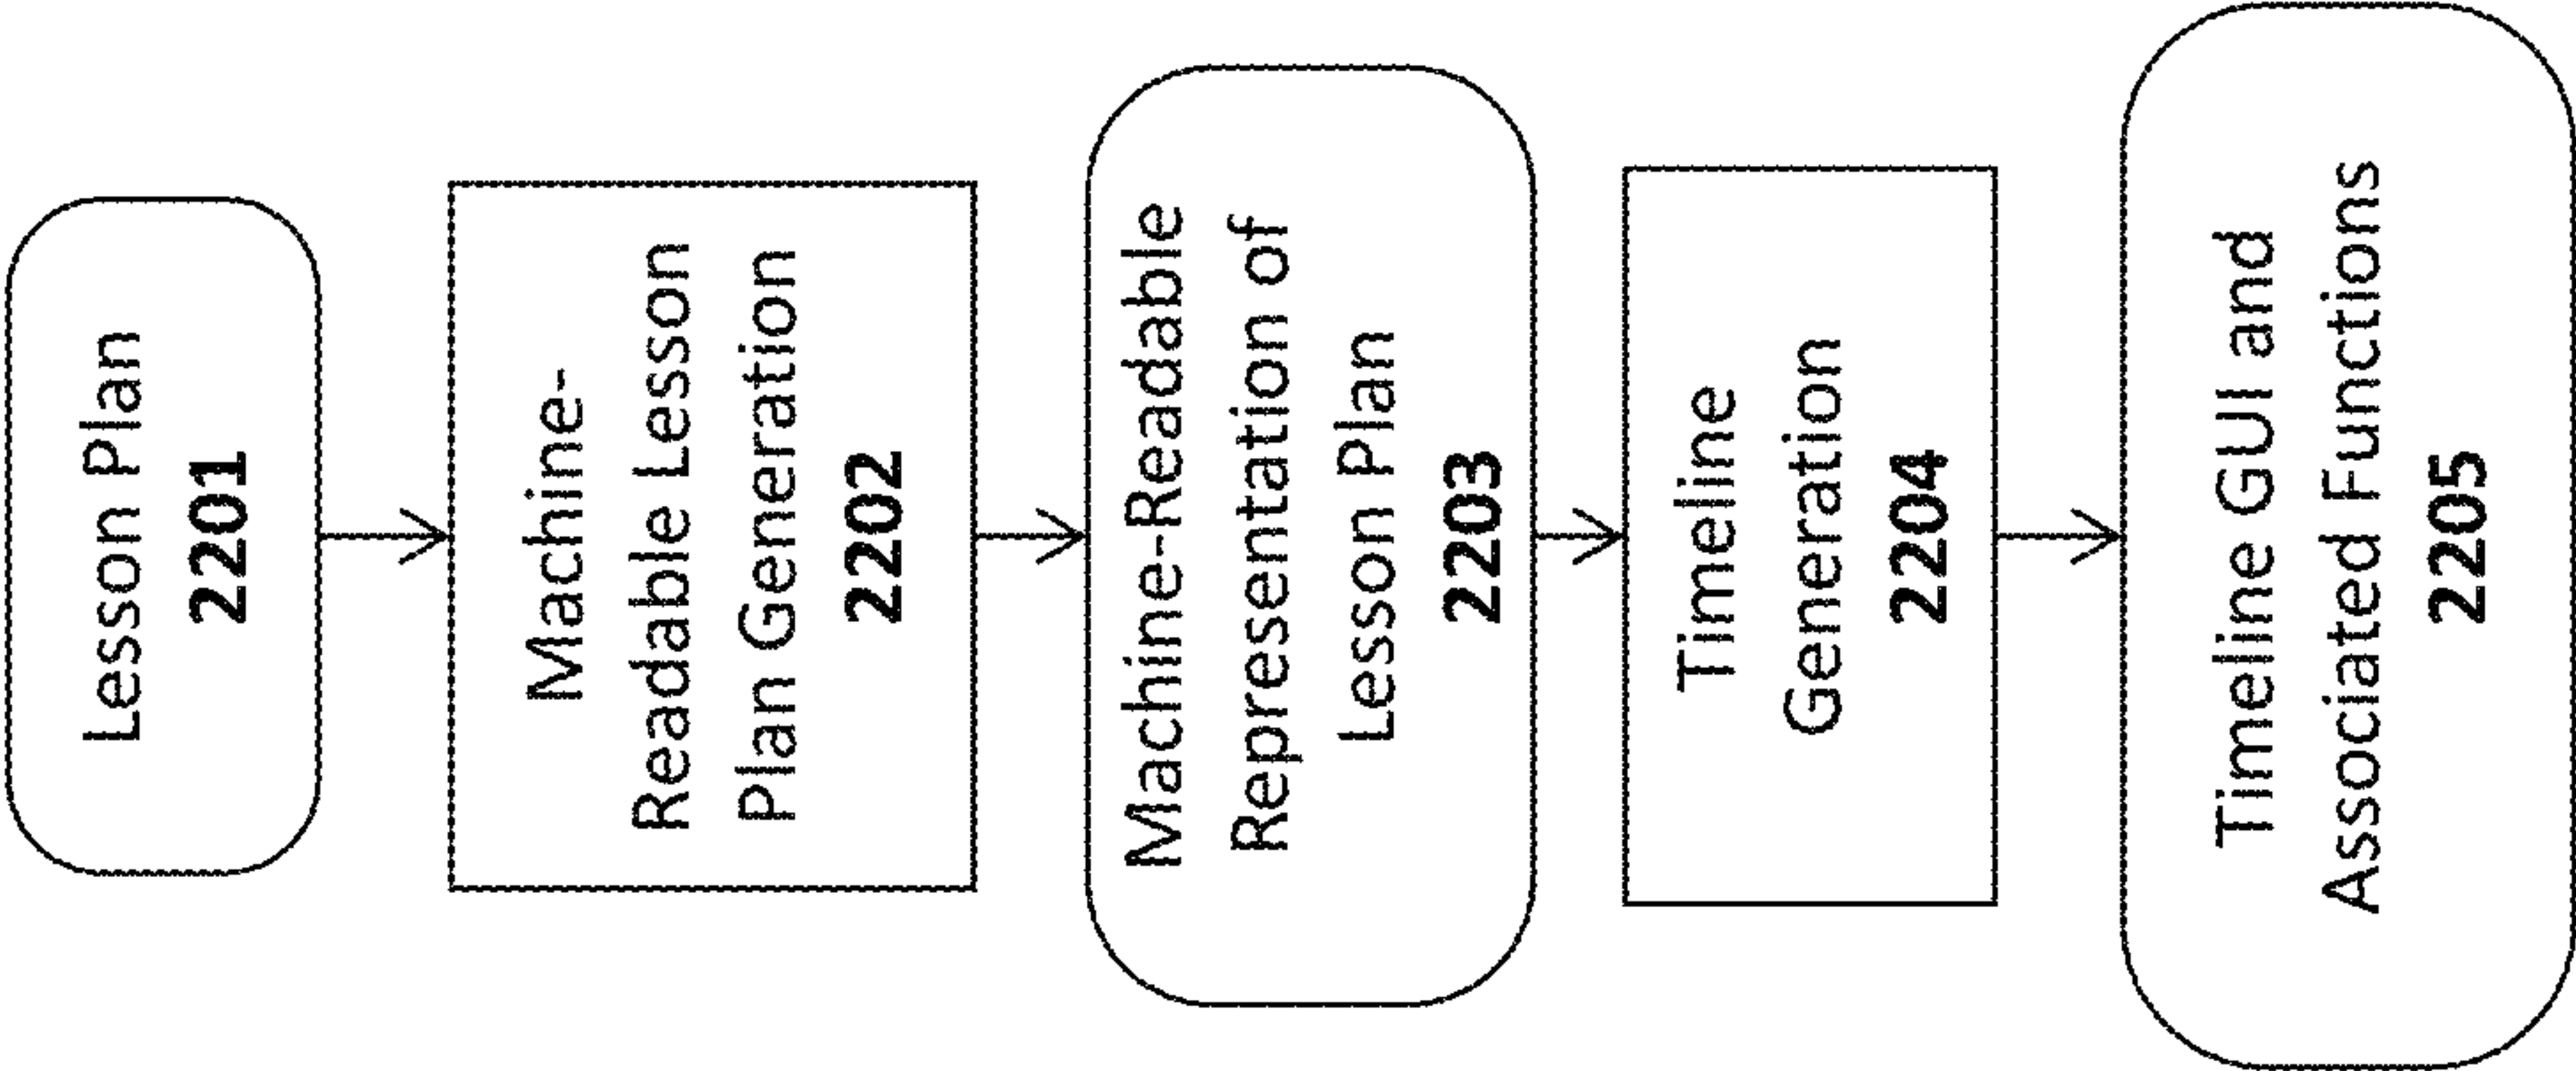 Lesson Plan
2201
Machine-
Readable Lesson
Plan Generation
2202
Machine-Readable
Representation of
Lesson Plan
2203
Timeline
Generation
2204
Timeline GUI and
Associated Functions
2205